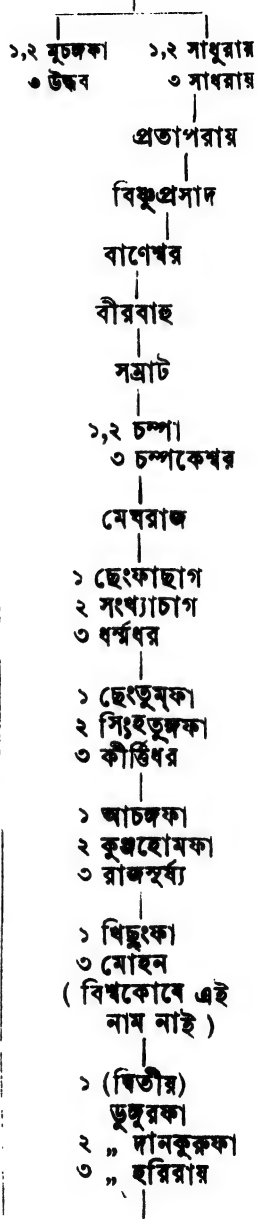 ১,২ মুচঙ্গফা ১,২ সাধুরায়
৩ উদ্ধব ৩ সাধরায়
প্রতাপরায়
বিষ্ণুপ্রসাদ
বাণেশ্বর
বীরবাহু
সম্রাট
১,২ চম্পা
৩ চম্পকেশ্বর
মেঘরাজ
১ ছেংফাছাগ
২ সংখ্যাচাগ
৩ ধর্ম্মধর
১ ছেংতুম্ফা
২ সিংহতুঙ্গফা
৩ কীর্ত্তিধর
১ আচঙ্গফা
২ কুঞ্জহোমফা
৩ রাজসূর্য্য
১ খিছুংফা
৩ মোহন
( বিশ্বকোষে এই
নাম নাই )
১ (দ্বিতীয়)
ডুঙ্গুরফা
২ ,, দানকুরুফা
৩ ,, হরিরায়